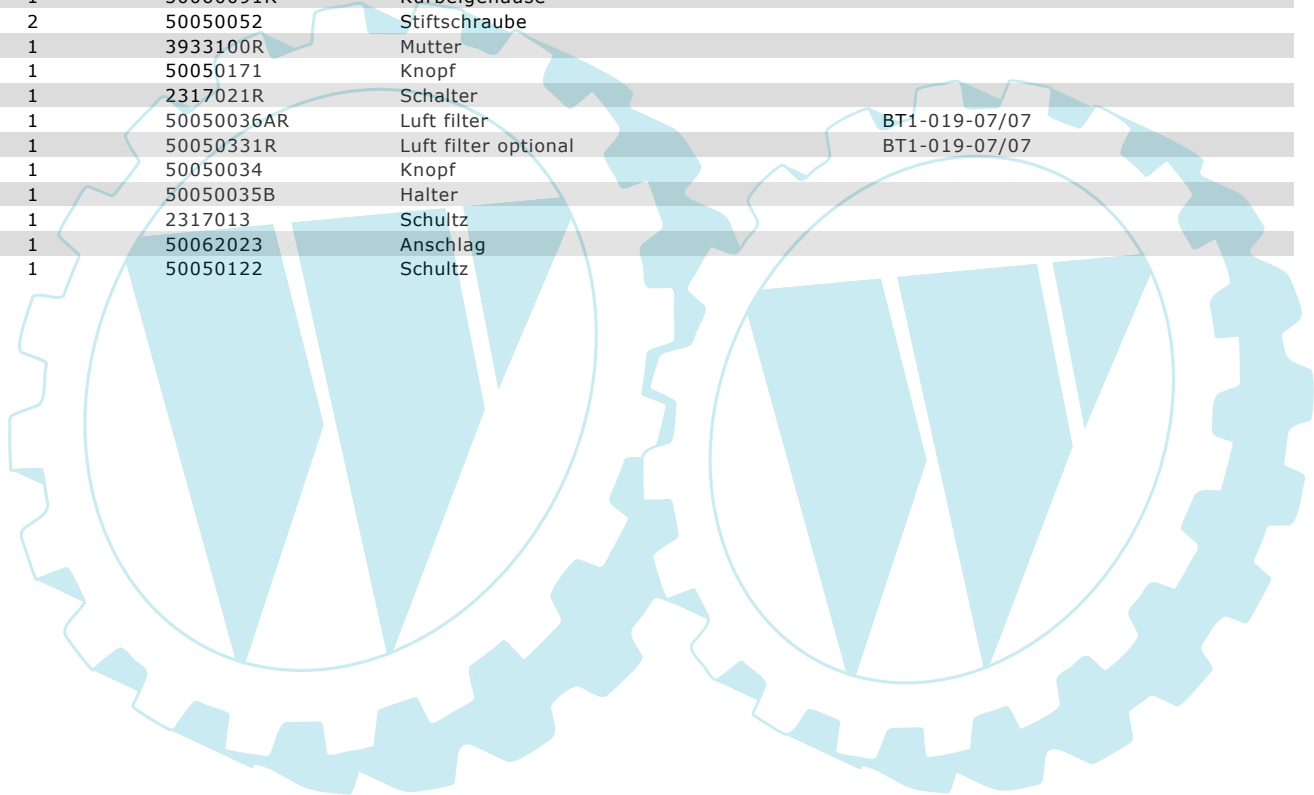 2 50050052 Stiftschraube
1 3933100R Mutter
1 50050171 Knopf
1 2317021R Schalter
1 50050036AR Luft filter BT1-019-07/07
1 50050331R Luft filter optional BT1-019-07/07
1 50050034 Knopf
1 50050035B Halter
1 2317013 Schultz
1 50062023 Anschlag
1 50050122 Schultz